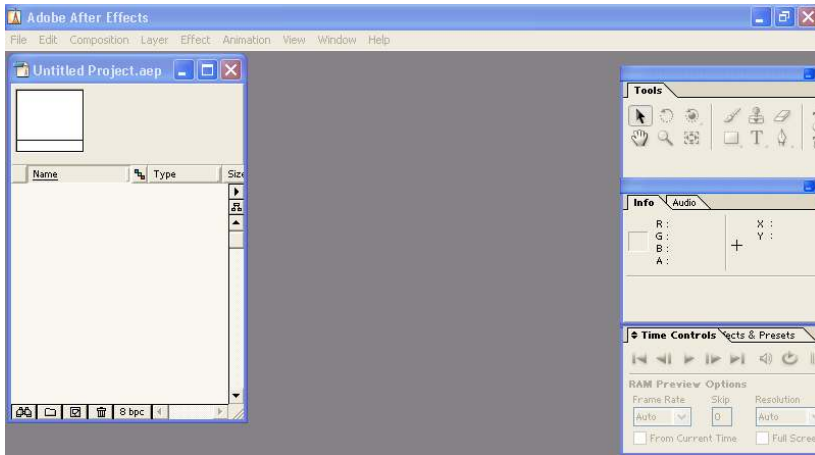 Adobe After Effects
File Edit Composition Layer Effect Animation View Window Help
Untitled Project.aep
Name Type Size
8 bpc
Tools
T
Info Audio
R : X :
G : Y :
B :
A :
Time Controls & Presets
RAM Preview Options
Frame Rate Skip Resolution
Auto 0 Auto
From Current Time Full